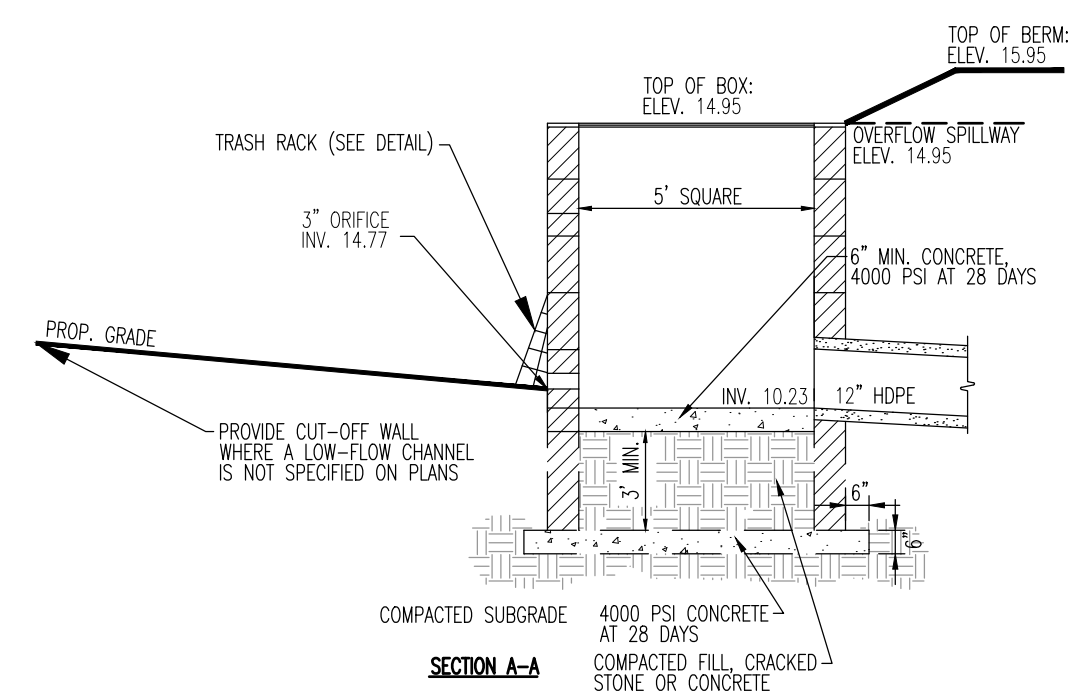 TOP OF BERM:
ELEV. 15.95
TOP OF BOX:
ELEV. 14.95
TRASH RACK (SEE DETAIL)
OVERFLOW SPILLWAY
ELEV. 14.95
5' SQUARE
3" ORIFICE
INV. 14.77
6" MIN. CONCRETE,
4000 PSI AT 28 DAYS
PROP. GRADE
INV. 10.23
12" HDPE
PROVIDE CUT-OFF WALL
WHERE A LOW-FLOW CHANNEL
IS NOT SPECIFIED ON PLANS
3' MIN.
6"
6"
COMPACTED SUBGRADE
4000 PSI CONCRETE
AT 28 DAYS
SECTION A-A
COMPACTED FILL, CRACKED
STONE OR CONCRETE